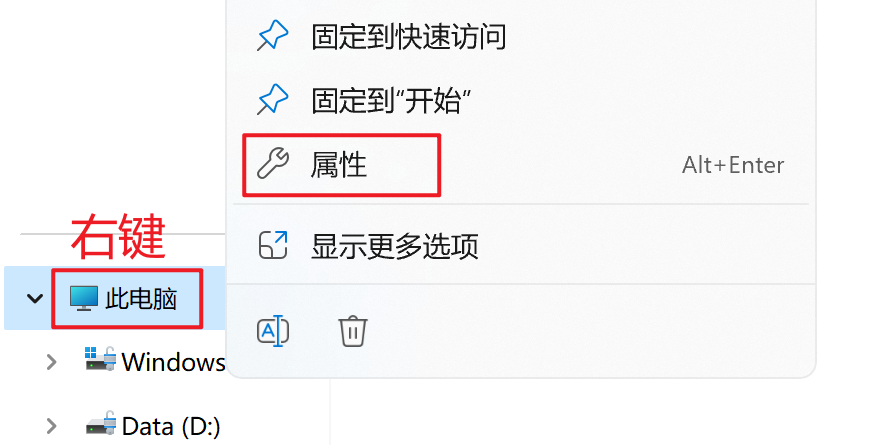 固定到快速访问
固定到“开始”
属性 Alt+Enter
右键
显示更多选项
此电脑
Windows
Data (D:)